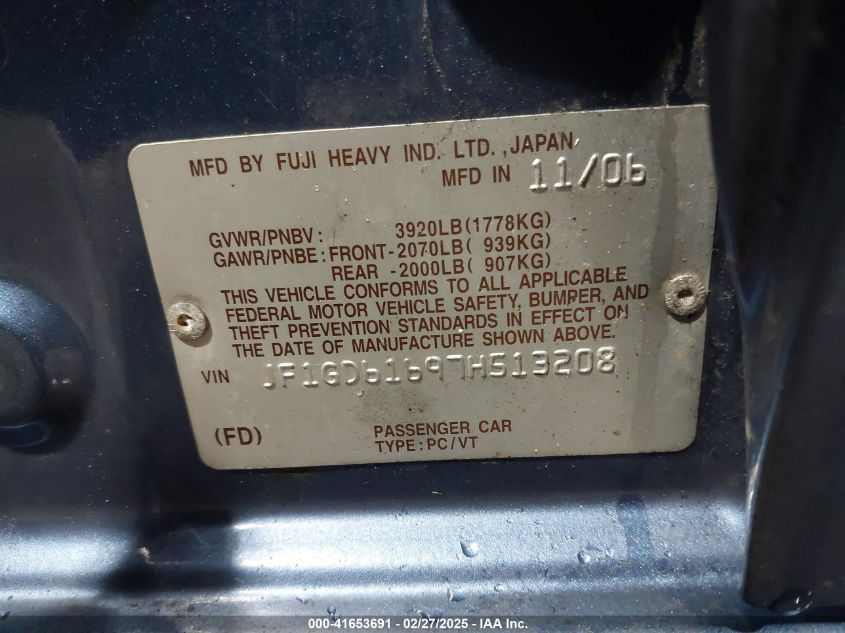 MFD BY FUJI HEAVY IND. LTD. ,JAPAN
MFD IN 11/06
GVWR/PNBV: 3920LB(1778KG)
GAWR/PNBE: FRONT-2070LB( 939KG)
REAR -2000LB( 907KG)
THIS VEHICLE CONFORMS TO ALL APPLICABLE
FEDERAL MOTOR VEHICLE SAFETY, BUMPER, AND
THEFT PREVENTION STANDARDS IN EFFECT ON
THE DATE OF MANUFACTURE SHOWN ABOVE.
VIN JF1GD61697H513208
(FD) PASSENGER CAR
TYPE: PC/VT
000-41653691 - 02/27/2025 - IAA Inc.